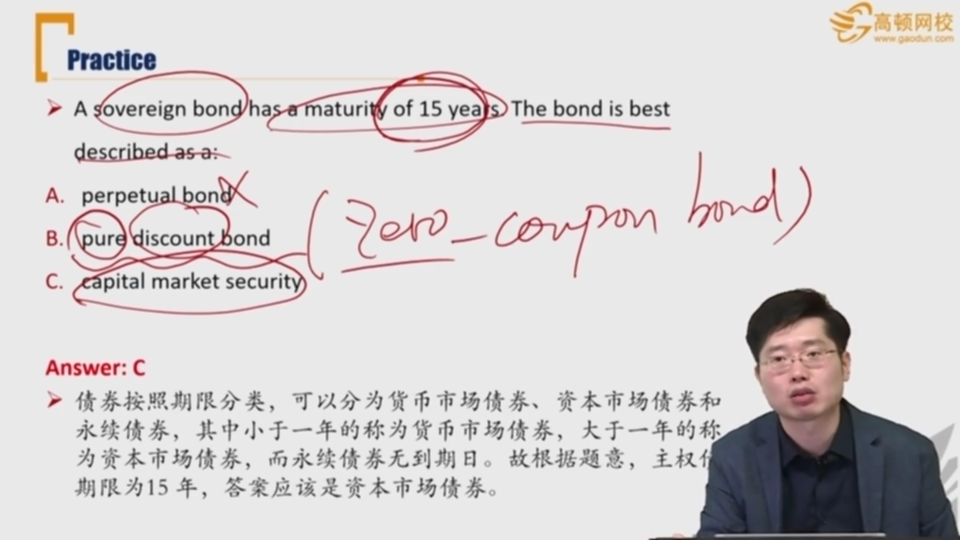 高顿网校
www.gaodun.com
Practice
A sovereign bond has a maturity of 15 years. The bond is best
described as a:
A. perpetual bond
B. pure discount bond
(Zero-coupon bond)
C. capital market security
Answer: C
债券按照期限分类，可以分为货币市场债券、资本市场债券和
永续债券，其中小于一年的称为货币市场债券，大于一年的称
为资本市场债券，而永续债券无到期日。故根据题意，主权
期限为15 年，答案应该是资本市场债券。